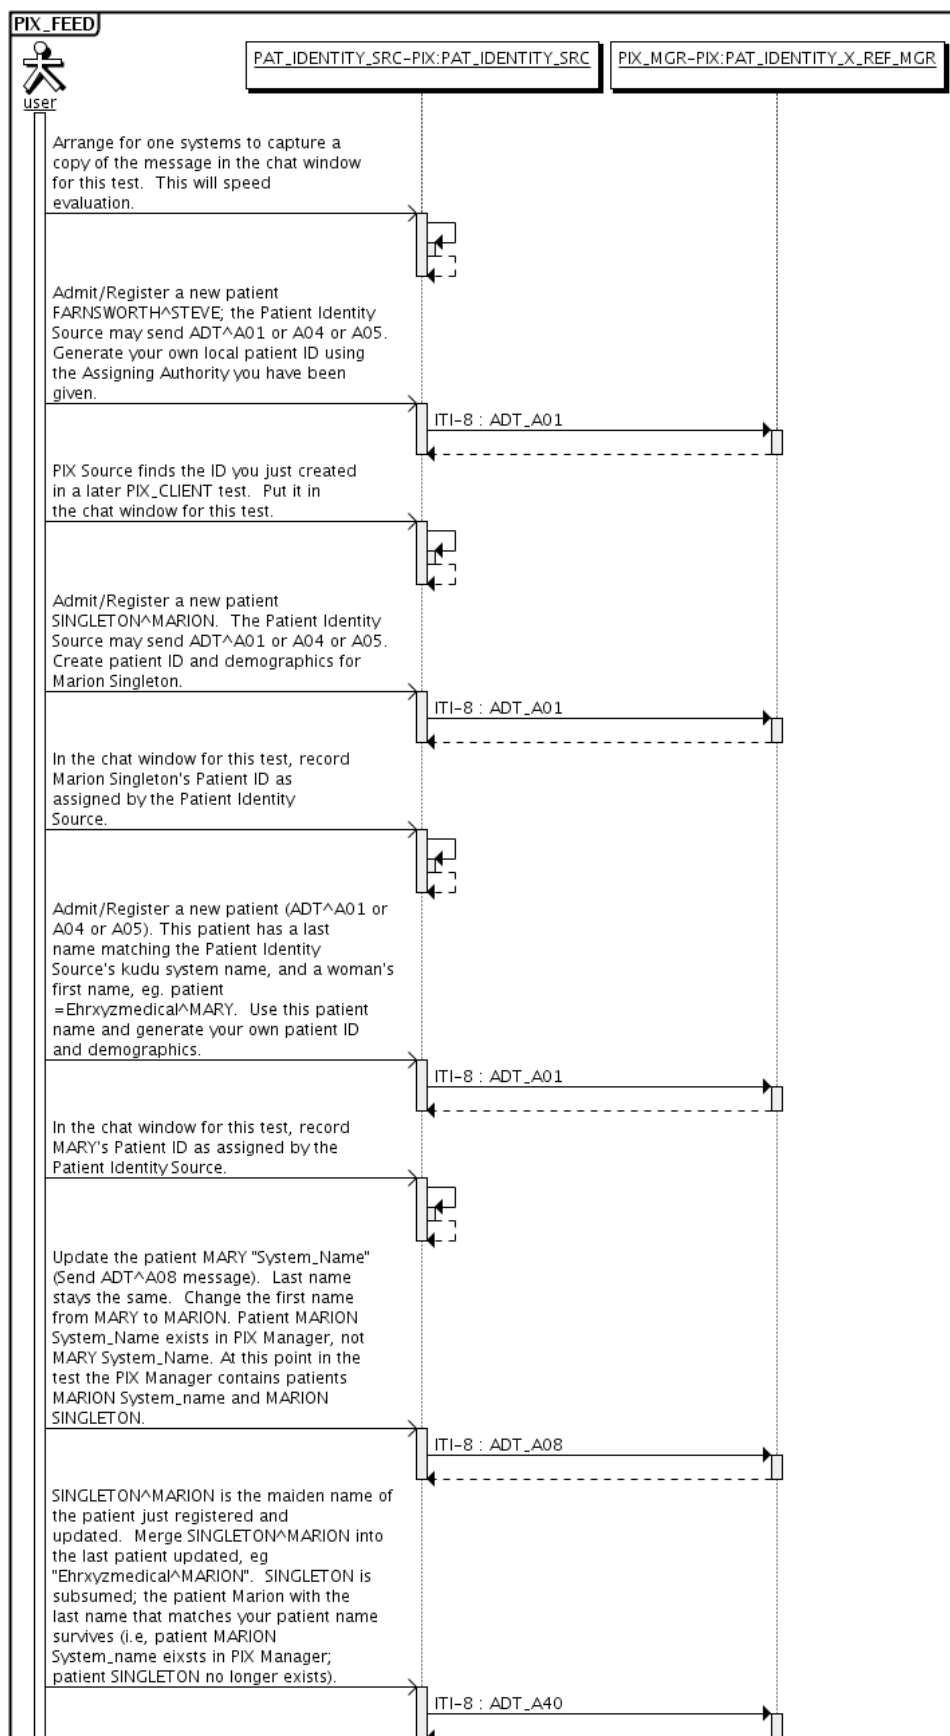 PIX_FEED
PAT_IDENTITY_SRC-PIX:PAT_IDENTITY_SRC
PIX_MGR-PIX:PAT_IDENTITY_X_REF_MGR
user
Arrange for one systems to capture a
copy of the message in the chat window
for this test.  This will speed
evaluation.
Admit/Register a new patient
FARNSWORTH^STEVE; the Patient Identity
Source may send ADT^A01 or A04 or A05.
Generate your own local patient ID using
the Assigning Authority you have been
given.
ITI-8 : ADT_A01
PIX Source finds the ID you just created
in a later PIX_CLIENT test.  Put it in
the chat window for this test.
Admit/Register a new patient
SINGLETON^MARION.  The Patient Identity
Source may send ADT^A01 or A04 or A05.
Create patient ID and demographics for
Marion Singleton.
ITI-8 : ADT_A01
In the chat window for this test, record
Marion Singleton's Patient ID as
assigned by the Patient Identity
Source.
Admit/Register a new patient (ADT^A01 or
A04 or A05). This patient has a last
name matching the Patient Identity
Source's kudu system name, and a woman's
first name, eg. patient
=Ehrxyzmedical^MARY.  Use this patient
name and generate your own patient ID
and demographics.
ITI-8 : ADT_A01
In the chat window for this test, record
MARY's Patient ID as assigned by the
Patient Identity Source.
Update the patient MARY "System_Name"
(Send ADT^A08 message).  Last name
stays the same.  Change the first name
from MARY to MARION. Patient MARION
System_Name exists in PIX Manager, not
MARY System_Name. At this point in the
test the PIX Manager contains patients
MARION System_name and MARION
SINGLETON.
ITI-8 : ADT_A08
SINGLETON^MARION is the maiden name of
the patient just registered and
updated.  Merge SINGLETON^MARION into
the last patient updated, eg
"Ehrxyzmedical^MARION".  SINGLETON is
subsumed; the patient Marion with the
last name that matches your patient name
survives (i.e, patient MARION
System_name eixsts in PIX Manager;
patient SINGLETON no longer exists).
ITI-8 : ADT_A40